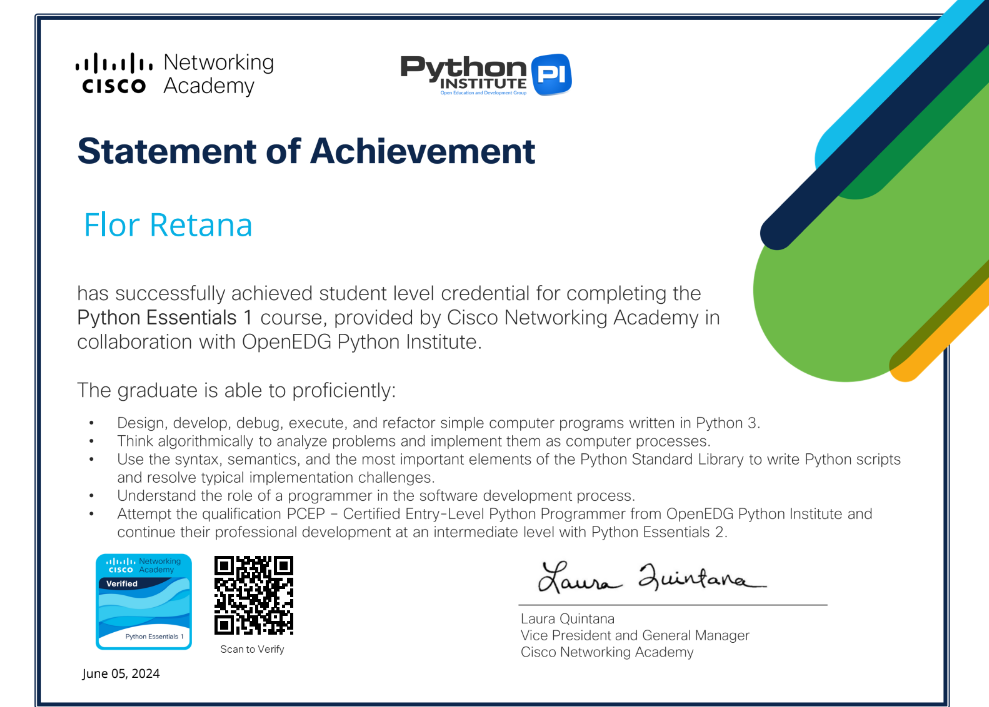 Networking
CISCO Academy
Python
INSTITUTE PI
Open Education and Development Group
Statement of Achievement
Flor Retana
has successfully achieved student level credential for completing the
Python Essentials 1 course, provided by Cisco Networking Academy in
collaboration with OpenEDG Python Institute.
The graduate is able to proficiently:
• Design, develop, debug, execute, and refactor simple computer programs written in Python 3.
• Think algorithmically to analyze problems and implement them as computer processes.
• Use the syntax, semantics, and the most important elements of the Python Standard Library to write Python scripts
and resolve typical implementation challenges.
• Understand the role of a programmer in the software development process.
• Attempt the qualification PCEP – Certified Entry-Level Python Programmer from OpenEDG Python Institute and
continue their professional development at an intermediate level with Python Essentials 2.
Networking
CISCO Academy
Verified
Python Essentials 1
Scan to Verify
June 05, 2024
Laura Quintana
Laura Quintana
Vice President and General Manager
Cisco Networking Academy